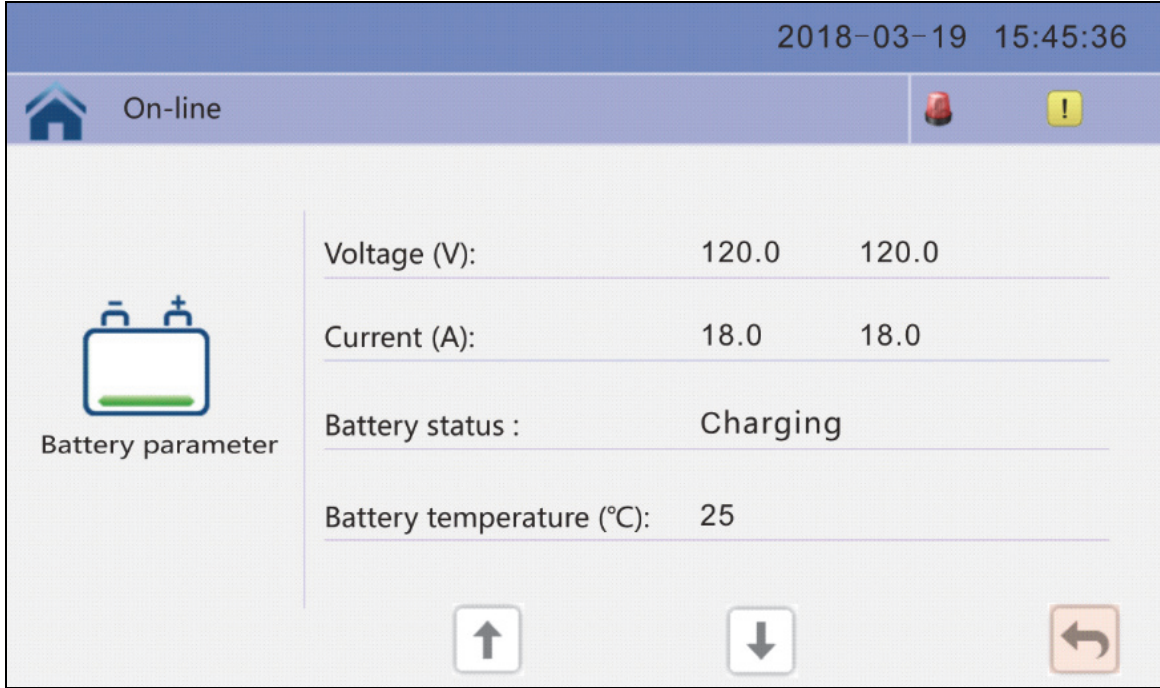 2018-03-19 15:45:36
On-line
!
Voltage (V): 120.0 120.0
Current (A): 18.0 18.0
Battery status : Charging
Battery temperature (℃): 25
- +
Battery parameter